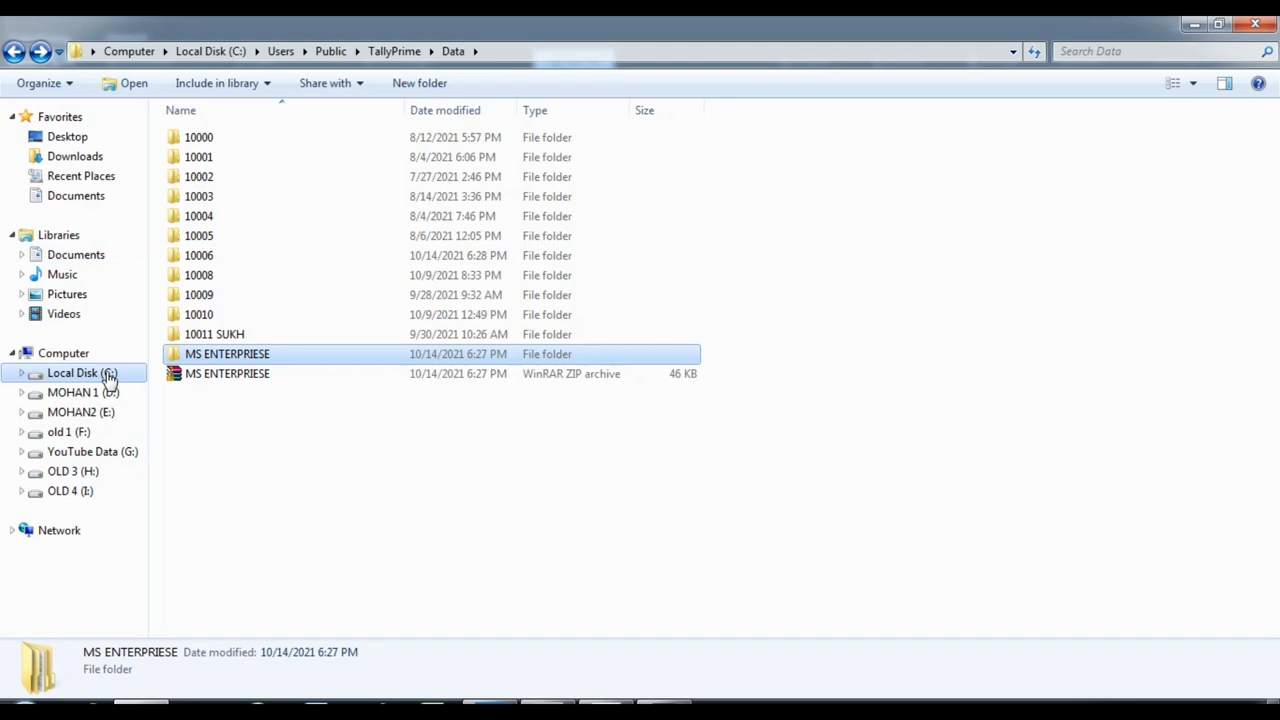 Computer Local Disk (C:) Users Public TallyPrime Data Search Data
Organize Open Include in library Share with New folder
Favorites
Desktop
Downloads
Recent Places
Documents
Libraries
Documents
Music
Pictures
Videos
Computer
Local Disk (C:)
MOHAN 1 (D:)
MOHAN2 (E:)
old 1 (F:)
YouTube Data (G:)
OLD 3 (H:)
OLD 4 (I:)
Network
Name Date modified Type Size
10000 8/12/2021 5:57 PM File folder
10001 8/4/2021 6:06 PM File folder
10002 7/27/2021 2:46 PM File folder
10003 8/14/2021 3:36 PM File folder
10004 8/4/2021 7:46 PM File folder
10005 8/6/2021 12:05 PM File folder
10006 10/14/2021 6:28 PM File folder
10008 10/9/2021 8:33 PM File folder
10009 9/28/2021 9:32 AM File folder
10010 10/9/2021 12:49 PM File folder
10011 SUKH 9/30/2021 10:26 AM File folder
MS ENTERPRIESE 10/14/2021 6:27 PM File folder
MS ENTERPRIESE 10/14/2021 6:27 PM WinRAR ZIP archive 46 KB
MS ENTERPRIESE Date modified: 10/14/2021 6:27 PM
File folder